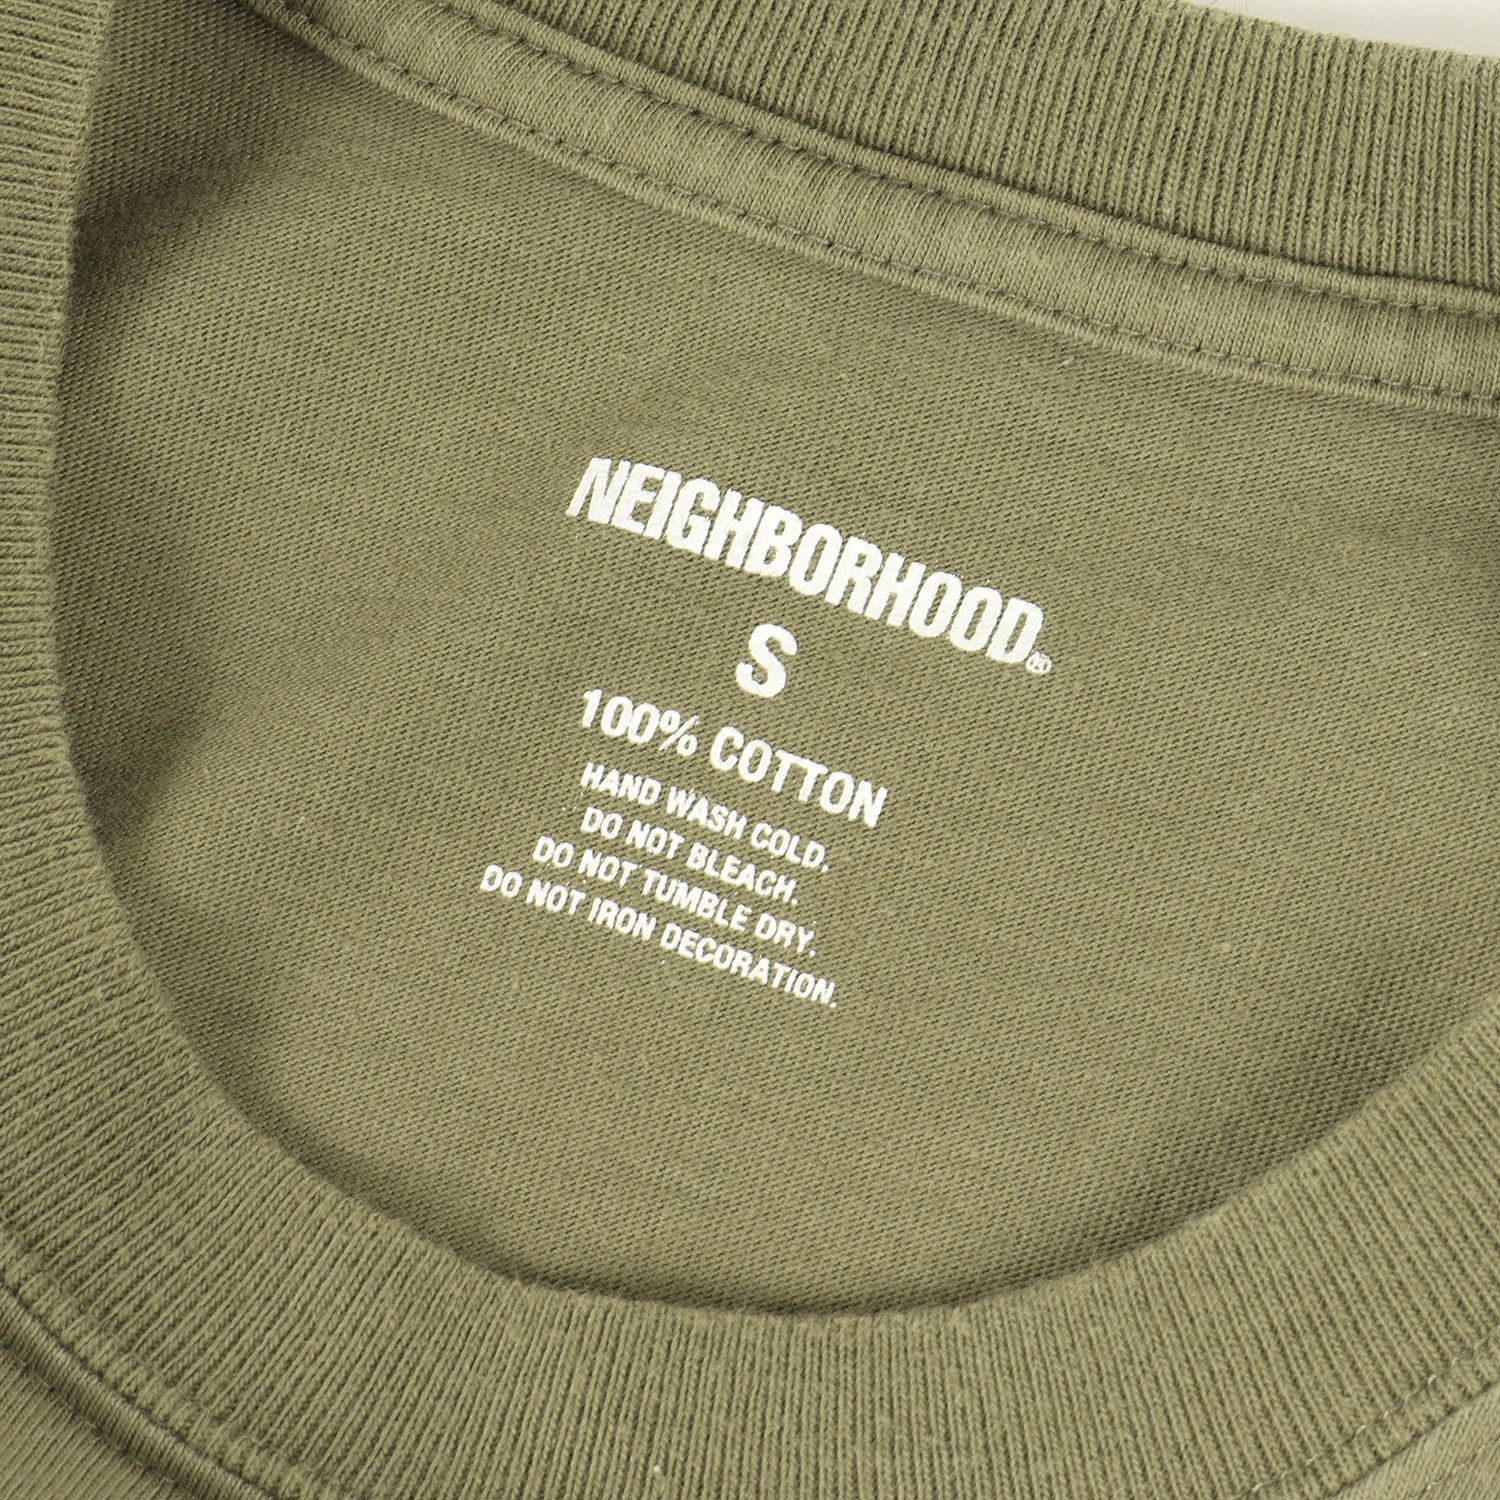 NEIGHBORHOOD®
S
100% COTTON
HAND WASH COLD.
DO NOT BLEACH.
DO NOT TUMBLE DRY.
DO NOT IRON DECORATION.